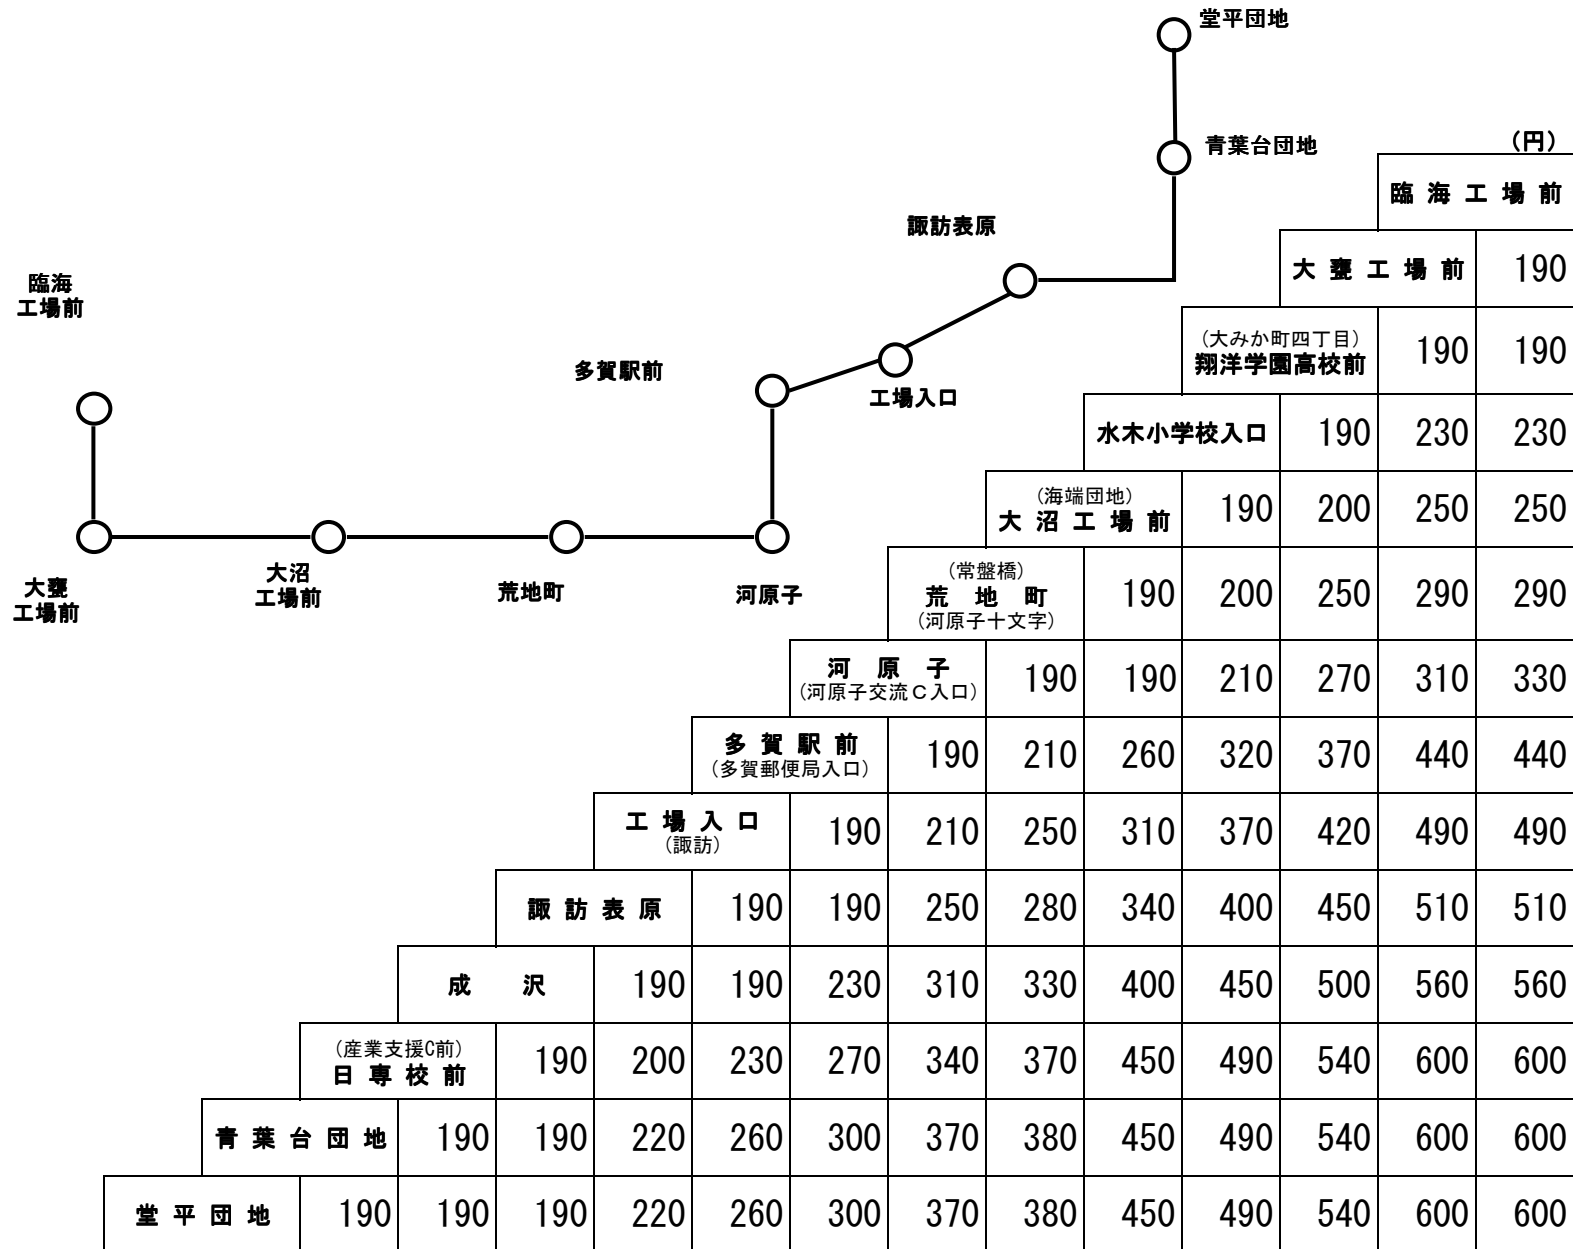 堂平団地
青葉台団地
諏訪表原
臨海
工場前
多賀駅前
工場入口
大甕
工場前
大沼
工場前
荒地町
河原子
(円)
臨海工場前
大甕工場前 190
(大みか町四丁目)
翔洋学園高校前 190 190
水木小学校入口 190 230 230
(海端団地)
大沼工場前 190 200 250 250
(常盤橋)
荒地町 190 200 250 290 290
(河原子十文字)
河原子 190 190 210 270 310 330
(河原子交流C入口)
多賀駅前 190 210 260 320 370 440 440
(多賀郵便局入口)
工場入口 190 210 250 310 370 420 490 490
(諏訪)
諏訪表原 190 190 250 280 340 400 450 510 510
成沢 190 190 230 310 330 400 450 500 560 560
(産業支援C前)
日専校前 190 200 230 270 340 370 450 490 540 600 600
青葉台団地 190 190 220 260 300 370 380 450 490 540 600 600
堂平団地 190 190 190 220 260 300 370 380 450 490 540 600 600